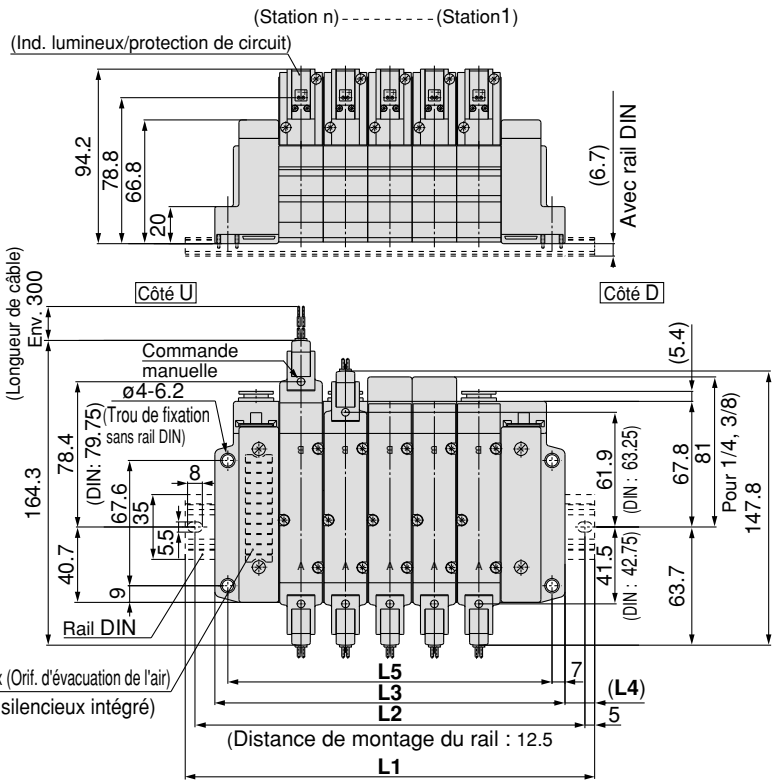 (Station n)--------(Station1)
(Ind. lumineux/protection de circuit)
94.2
78.8
66.8
20
(6.7)
Avec rail DIN
Côté U
Côté D
(Longueur de câble)
Env. 300
Commande
manuelle
ø4-6.2
(Trou de fixation
sans rail DIN)
164.3
78.4
(DIN: 79.75)
67.6
8
35
5.5
40.7
9
B
B
A
A
(5.4)
61.9
(DIN : 63.25)
67.8
81
Pour 1/4, 3/8)
147.8
41.5
(DIN : 42.75)
63.7
Rail DIN
x (Orif. d'évacuation de l'air)
silencieux intégré)
L5
7
L3
(L4)
L2
5
(Distance de montage du rail : 12.5
L1